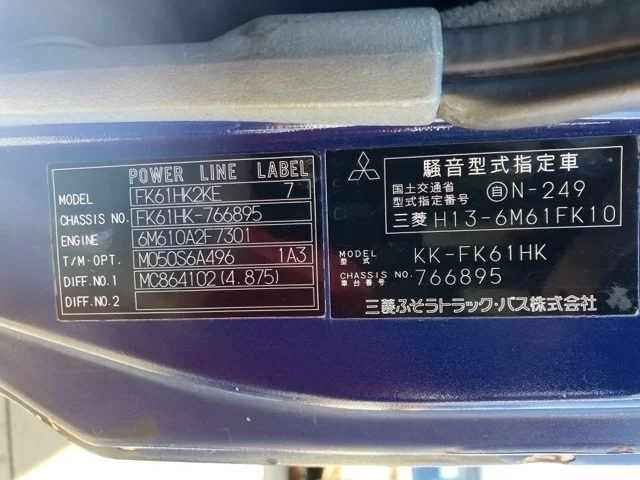 POWER LINE LABEL
MODEL FK61HK2KE 7
CHASSIS NO. FK61HK-766895
ENGINE 6M610A2F7301
T/M・OPT. M050S6A496 1A3
DIFF NO.1 MC864102(4.875)
DIFF NO.2
騒音型式指定車
国土交通省
型式指定番号 自N-249
三菱 H13-6M61FK10
MODEL
型式 KK-FK61HK
CHASSIS NO.
車台番号 766895
三菱ふそうトラック・バス株式会社